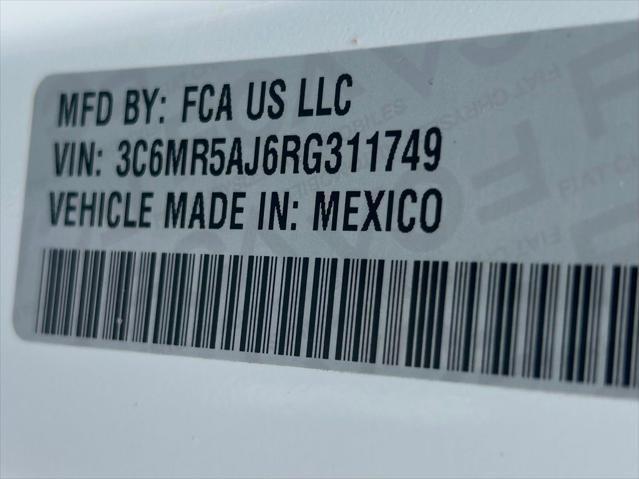 MFD BY: FCA US LLC
VIN: 3C6MR5AJ6RG311749
VEHICLE MADE IN: MEXICO